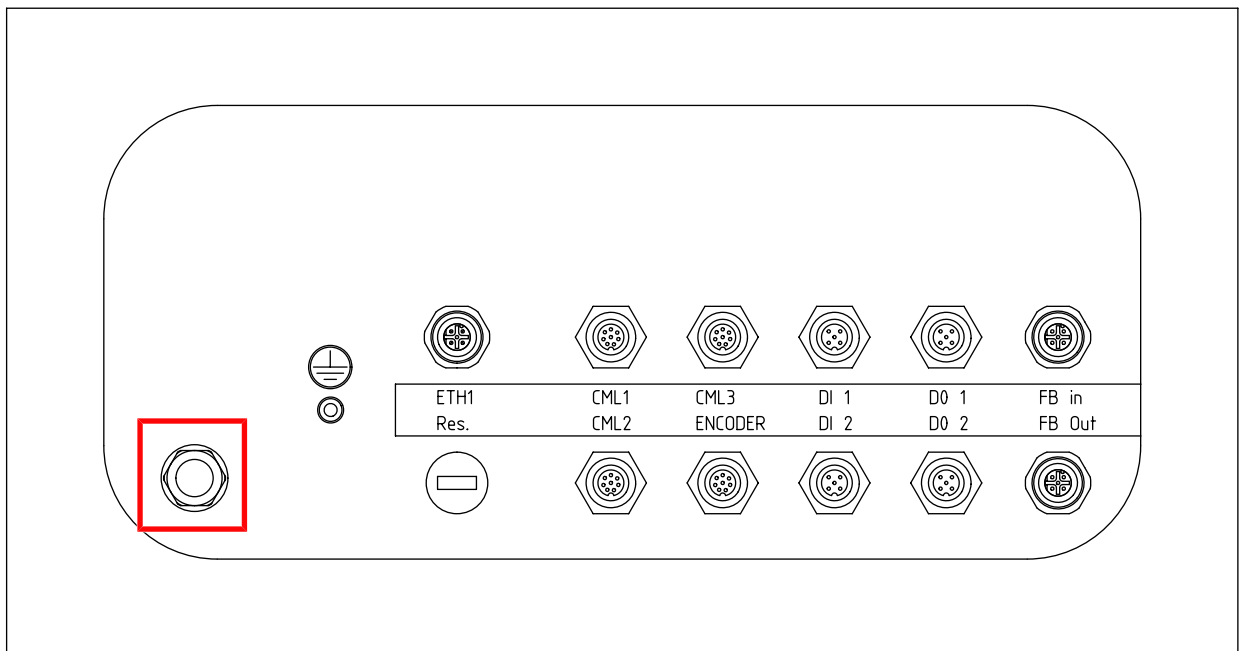 ETH1 CML1 CML3 DI 1 DO 1 FB in
Res. CML2 ENCODER DI 2 DO 2 FB Out